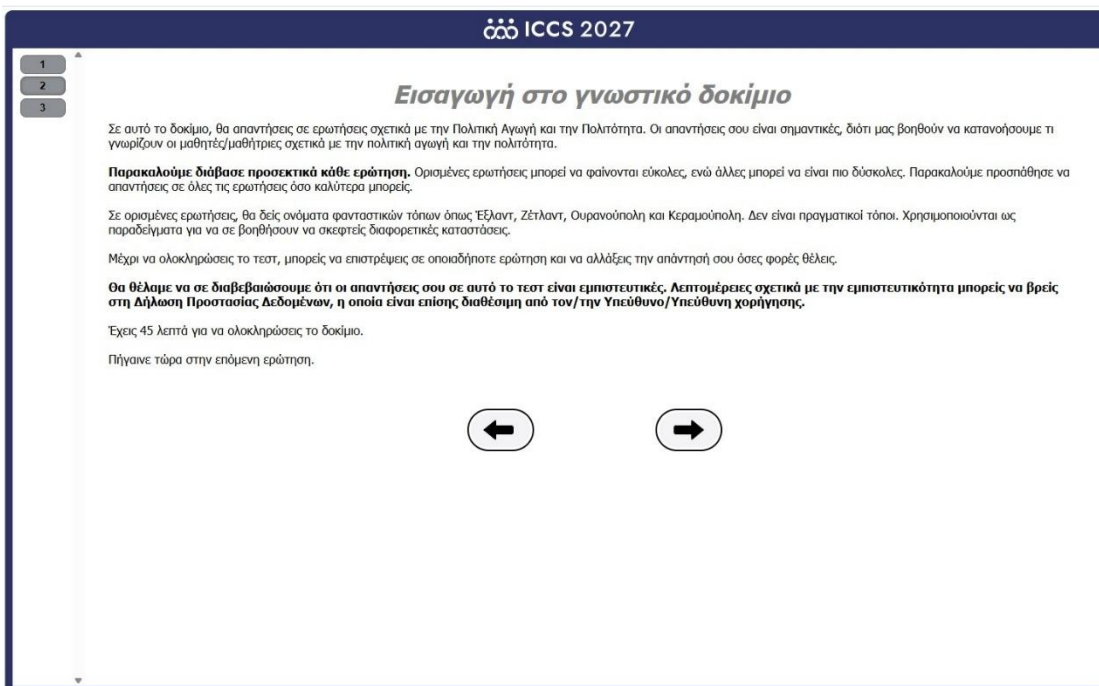 ICCS 2027
1
2
3
Εισαγωγή στο γνωστικό δοκίμιο
Σε αυτό το δοκίμιο, θα απαντήσεις σε ερωτήσεις σχετικά με την Πολιτική Αγωγή και την Πολιτότητα. Οι απαντήσεις σου είναι σημαντικές, διότι μας βοηθούν να κατανοήσουμε τι
γνωρίζουν οι μαθητές/μαθήτριες σχετικά με την πολιτική αγωγή και την πολιτότητα.
Παρακαλούμε διάβασε προσεκτικά κάθε ερώτηση. Ορισμένες ερωτήσεις μπορεί να φαίνονται εύκολες, ενώ άλλες μπορεί να είναι πιο δύσκολες. Παρακαλούμε προσπάθησε να
απαντήσεις σε όλες τις ερωτήσεις όσο καλύτερα μπορείς.
Σε ορισμένες ερωτήσεις, θα δείς ονόματα φανταστικών τόπων όπως Έξλαντ, Ζέτλαντ, Ουρανούπολη και Κεραμούπολη. Δεν είναι πραγματικοί τόποι. Χρησιμοποιούνται ως
παραδείγματα για να σε βοηθήσουν να σκεφτείς διαφορετικές καταστάσεις.
Μέχρι να ολοκληρώσεις το τεστ, μπορείς να επιστρέψεις σε οποιαδήποτε ερώτηση και να αλλάξεις την απάντησή σου όσες φορές θέλεις.
Θα θέλαμε να σε διαβεβαιώσουμε ότι οι απαντήσεις σου σε αυτό το τεστ είναι εμπιστευτικές. Λεπτομέρειες σχετικά με την εμπιστευτικότητα μπορείς να βρείς
στη Δήλωση Προστασίας Δεδομένων, η οποία είναι επίσης διαθέσιμη από τον/την Υπεύθυνο/Υπεύθυνη χορήγησης.
Έχεις 45 λεπτά για να ολοκληρώσεις το δοκίμιο.
Πήγαινε τώρα στην επόμενη ερώτηση.